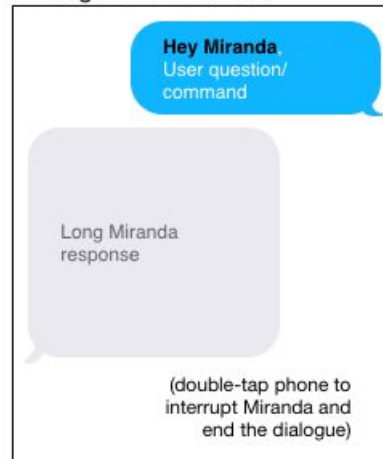 Hey Miranda,
User question/
command
Long Miranda
response
(double-tap phone to
interrupt Miranda and
end the dialogue)